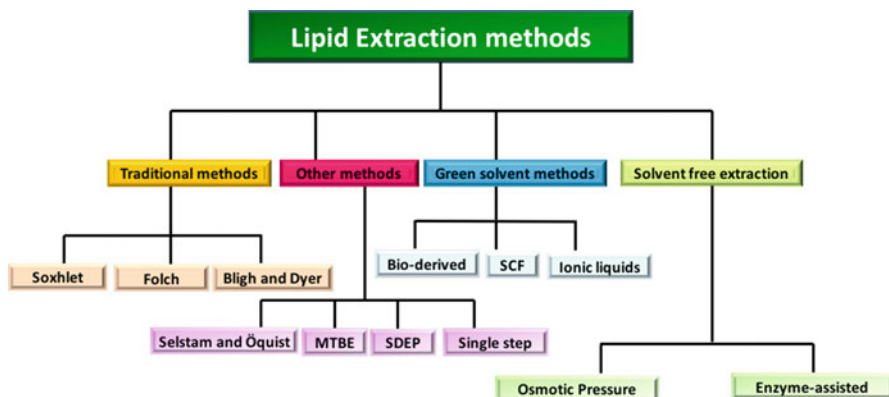 Lipid Extraction methods
Traditional methods
Other methods
Green solvent methods
Solvent free extraction
Soxhlet
Folch
Bligh and Dyer
Bio-derived
SCF
Ionic liquids
Selstam and Öquist
MTBE
SDEP
Single step
Osmotic Pressure
Enzyme-assisted